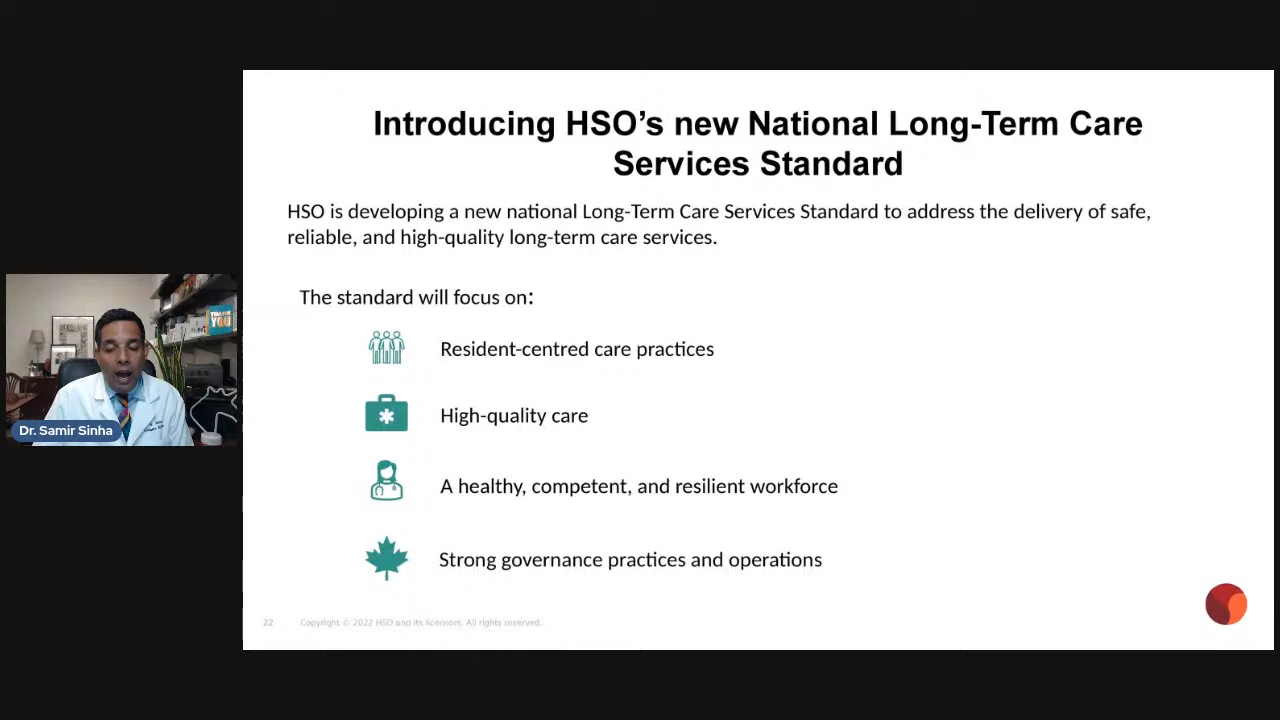 Introducing HSO’s new National Long-Term Care
Services Standard
HSO is developing a new national Long-Term Care Services Standard to address the delivery of safe,
reliable, and high-quality long-term care services.
The standard will focus on:
Resident-centred care practices
High-quality care
A healthy, competent, and resilient workforce
Strong governance practices and operations
22 Copyright © 2022 HSO and its licensors. All rights reserved.
THANK
YOU
Dr. Samir Sinha